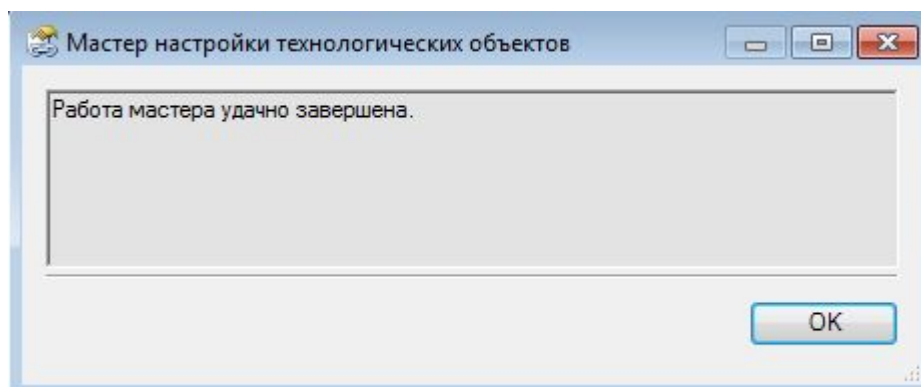 Мастер настройки технологических объектов
Работа мастера удачно завершена.
OK